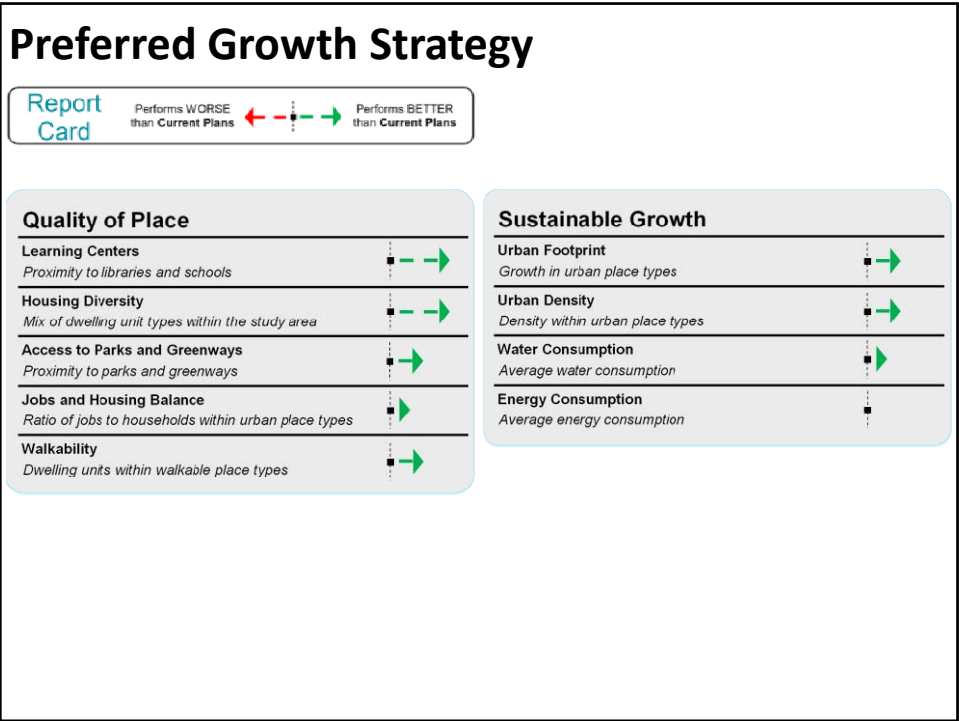 Preferred Growth Strategy
Report
Card
Performs WORSE
than Current Plans
Performs BETTER
than Current Plans
Quality of Place
Learning Centers
Proximity to libraries and schools
Housing Diversity
Mix of dwelling unit types within the study area
Access to Parks and Greenways
Proximity to parks and greenways
Jobs and Housing Balance
Ratio of jobs to households within urban place types
Walkability
Dwelling units within walkable place types
Sustainable Growth
Urban Footprint
Growth in urban place types
Urban Density
Density within urban place types
Water Consumption
Average water consumption
Energy Consumption
Average energy consumption